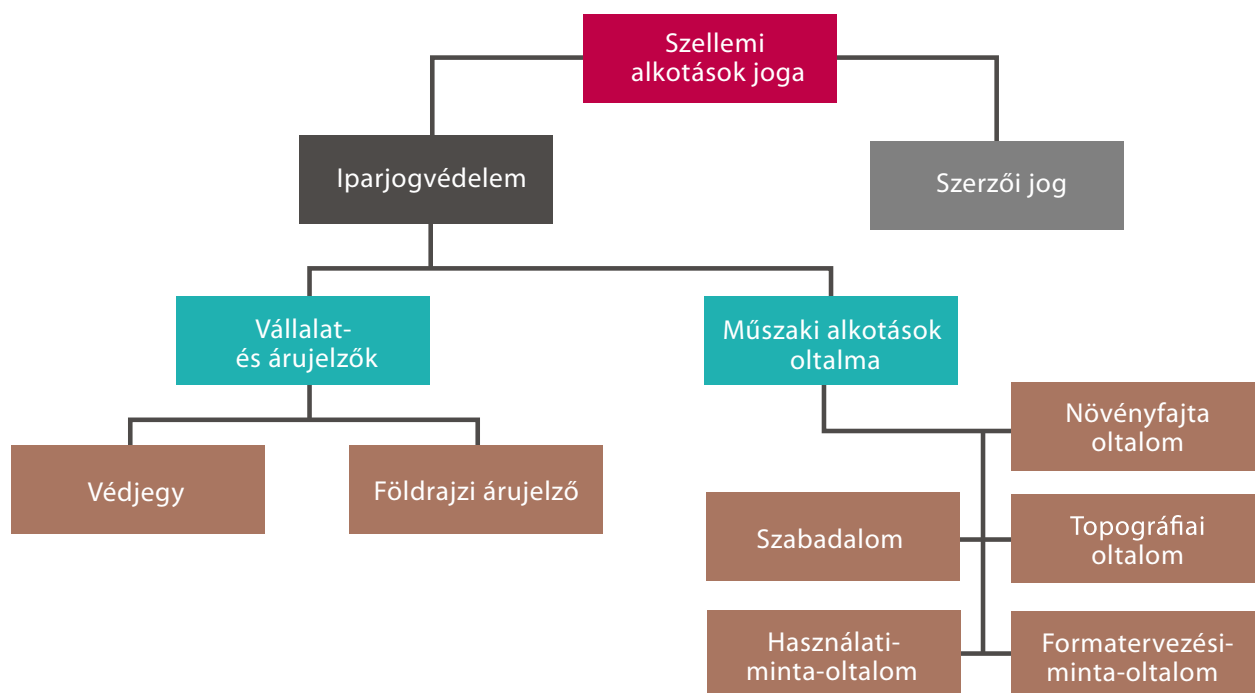 Szellemi
alkotások joga
Iparjogvédelem
Szerzői jog
Vállalat-
és árujelzők
Műszaki alkotások
oltalma
Védjegy
Földrajzi árujelző
Növényfajta
oltalom
Szabadalom
Topográfiai
oltalom
Használati-
minta-oltalom
Formatervezési-
minta-oltalom